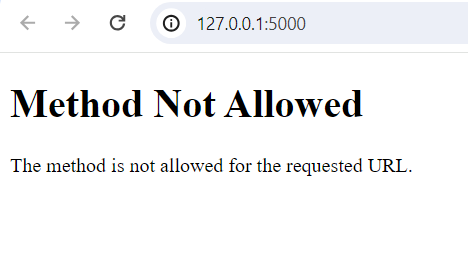 127.0.0.1:5000
Method Not Allowed
The method is not allowed for the requested URL.